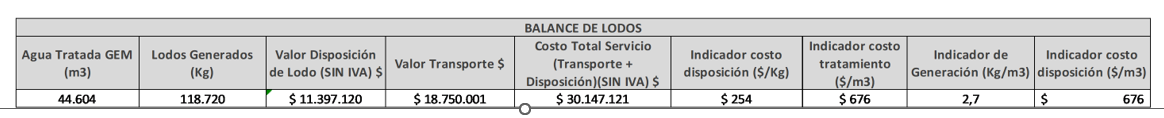 BALANCE DE LODOS
Agua Tratada GEM (m3)
Lodos Generados (Kg)
Valor Disposición de Lodo (SIN IVA) $
Valor Transporte $
Costo Total Servicio (Transporte + Disposición)(SIN IVA) $
Indicador costo disposición ($/Kg)
Indicador costo tratamiento ($/m3)
Indicador de Generación (Kg/m3)
Indicador costo disposición ($/m3)
44.604
118.720
$ 11.397.120
$ 18.750.001
$ 30.147.121
$ 254
$ 676
2,7
$ 676